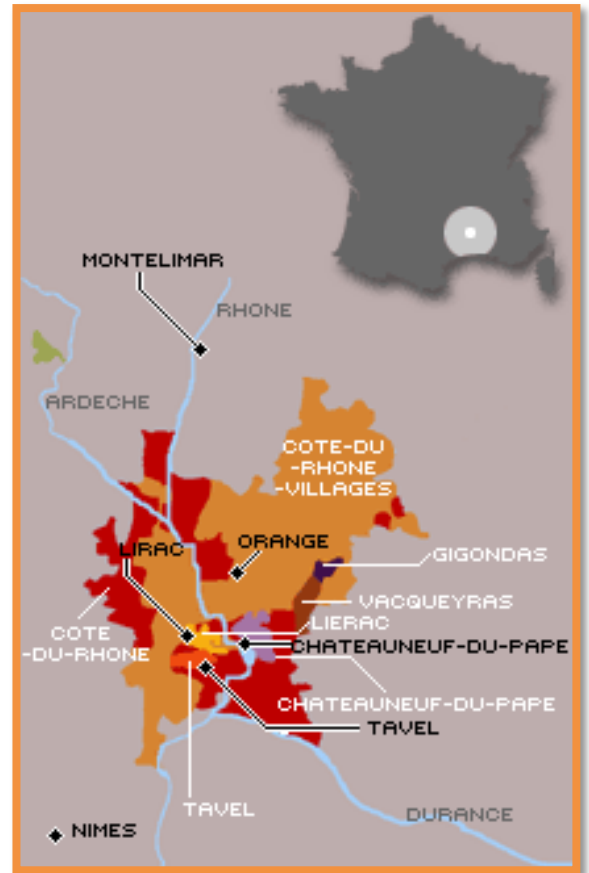 MONTELIMAR
RHONE
ARDECHE
COTE-DU
-RHONE
-VILLAGES
LIRAC
ORANGE
GIGONDAS
VACQUEYRAS
LIERAC
COTE
-DU-RHONE
CHATEAUNEUF-DU-PAPE
CHATEAUNEUF-DU-PAPE
TAVEL
TAVEL
DURANCE
NIMES